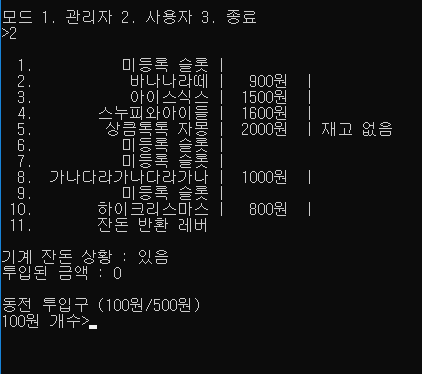 모드 1. 관리자 2. 사용자 3. 종료
>2
1. 미등록 슬롯 |
2. 바나나라떼 | 900원 |
3. 아이스식스 | 1500원 |
4. 스누피와아이들 | 1600원 |
5. 상큼톡톡 자몽 | 2000원 | 재고 없음
6. 미등록 슬롯 |
7. 미등록 슬롯 |
8. 가나다라가나다라가나 | 1000원 |
9. 미등록 슬롯 |
10. 하이크리스마스 | 800원 |
11. 잔돈 반환 레버
기계 잔돈 상황 : 있음
투입된 금액 : 0
동전 투입구 (100원/500원)
100원 개수>